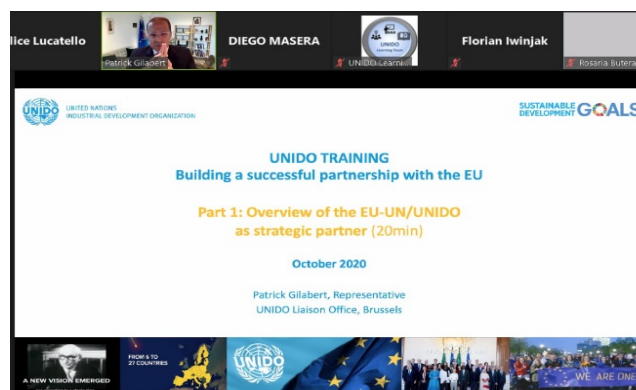 lice Lucatello
Patrick Gilabert
DIEGO MASERA
UNIDO
UNIDO Learni...
Florian Iwinjak
Rosaria Butera
UNIDO
UNITED NATIONS
INDUSTRIAL DEVELOPMENT ORGANIZATION
SUSTAINABLE
DEVELOPMENT
GOALS
UNIDO TRAINING
Building a successful partnership with the EU
Part 1: Overview of the EU-UN/UNIDO
as strategic partner (20min)
October 2020
Patrick Gilabert, Representative
UNIDO Liaison Office, Brussels
A NEW VISION EMERGED
FROM 6 TO
27 COUNTRIES
UNIDO
WE ARE ONE